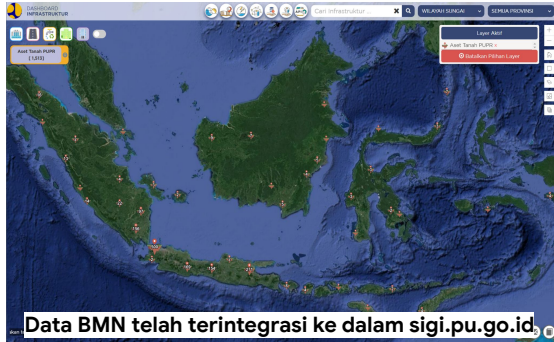 DASHBOARD
INFRASTRUKTUR
Cari Infrastruktur...
WILAYAH SUNGAI
SEMUA PROVINSI
Layer Aktif
Aset Tanah PUPR
Batalkan Pilihan Layer
Aset Tanah PUPR
( 1,013)
Data BMN telah terintegrasi ke dalam sigi.pu.go.id